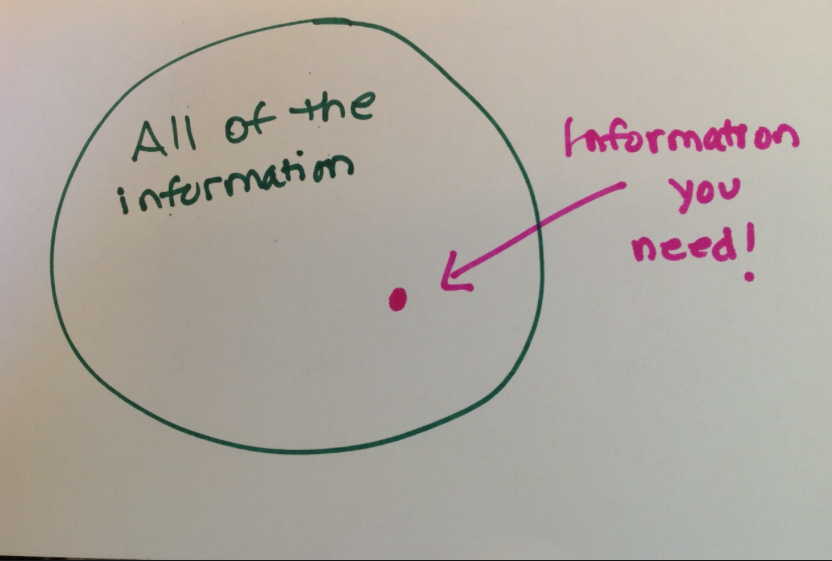 All of the
information
Information
you
need!